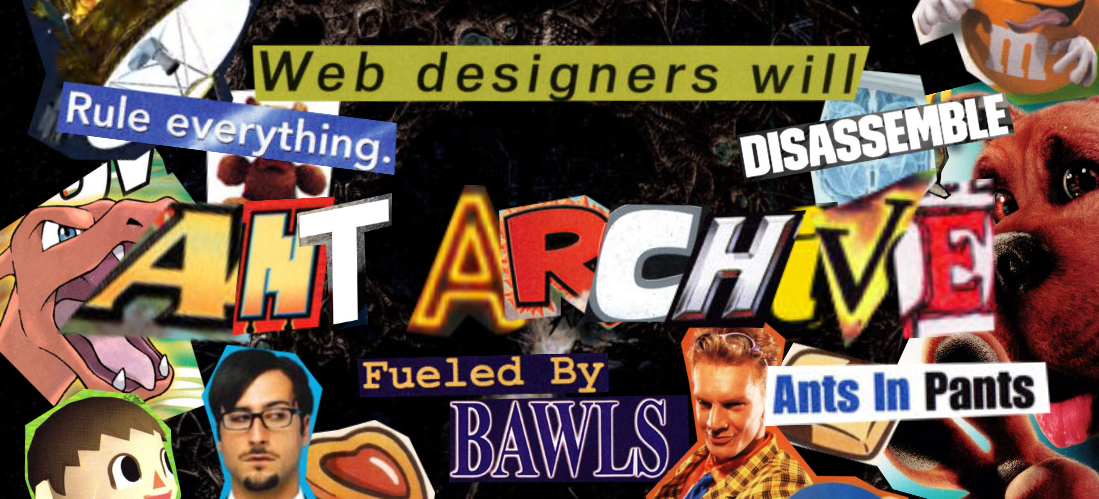 Web designers will
Rule everything.
DISASSEMBLE
m
ANT ARCHIVE
Fueled By
BAWLS
Ants In Pants